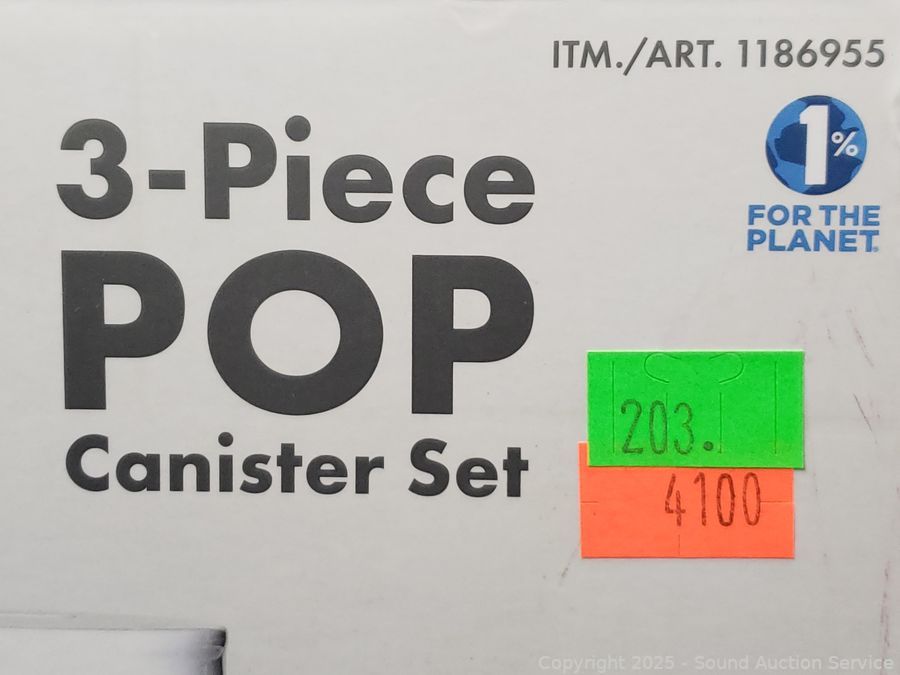 ITM./ART. 1186955
3-Piece
POP
Canister Set
1%
FOR THE
PLANET
203.
4100
Copyright 2025 - Sound Auction Service